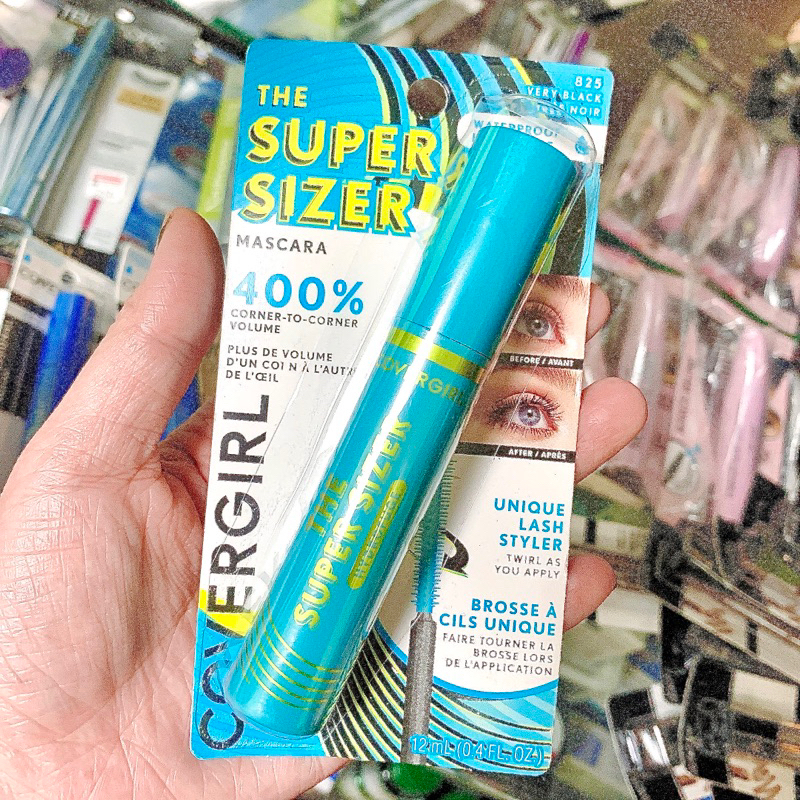 THE
SUPER
SIZER
MASCARA
400%
CORNER-TO-CORNER
VOLUME
PLUS DE VOLUME
D'UN COIN À L'AUT
DE L'ŒIL
COVERGIRL
825
VERY BLACK
NOIR
WATERPROOF
COVERGIRL
THE
SUPER SIZER
BEFORE / AVANT
AFTER / APRÈS
UNIQUE
LASH
STYLER
TWIRL AS
YOU APPLY
BROSSE À
CILS UNIQUE
FAIRE TOURNER LA
BROSSE LORS
DE L'APPLICATION
12 mL (0.4 FL. OZ.)